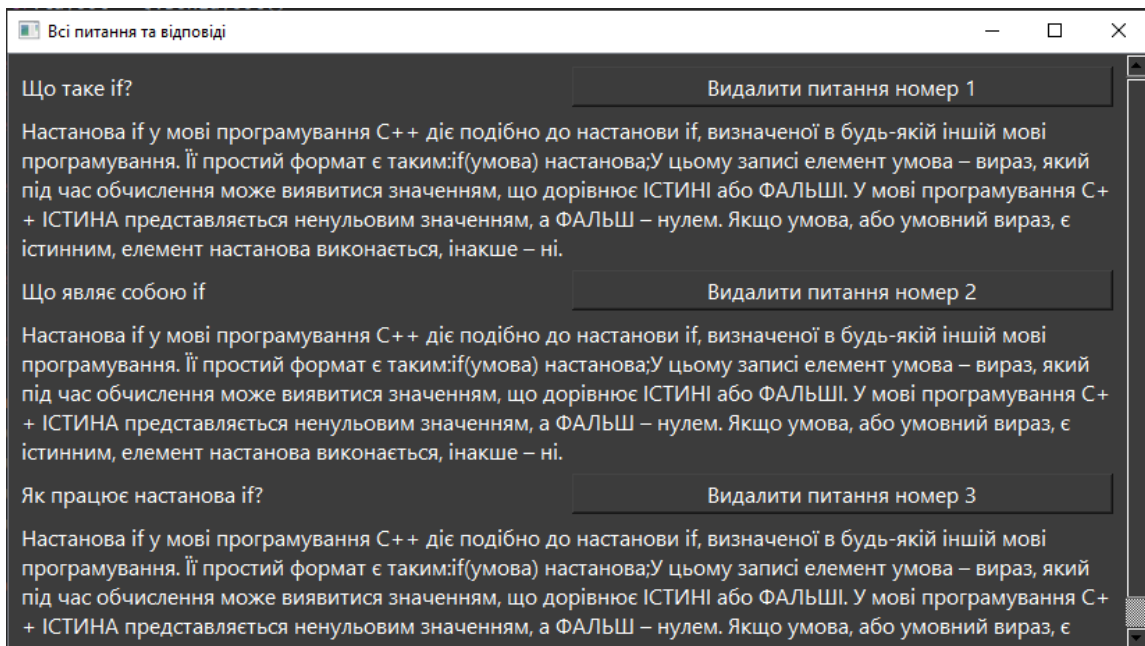 Всі питання та відповіді
Що таке if?
Видалити питання номер 1
Настанова if у мові програмування C++ діє подібно до настанови if, визначеної в будь-якій іншій мові
програмування. Її простий формат є таким:if(умова) настанова;У цьому записі елемент умова – вираз, який
під час обчислення може виявитися значенням, що дорівнює ІСТИНІ або ФАЛЬШІ. У мові програмування C+
+ ІСТИНА представляється ненульовим значенням, а ФАЛЬШ – нулем. Якщо умова, або умовний вираз, є
істинним, елемент настанова виконається, інакше – ні.
Що являє собою if
Видалити питання номер 2
Настанова if у мові програмування C++ діє подібно до настанови if, визначеної в будь-якій іншій мові
програмування. Її простий формат є таким:if(умова) настанова;У цьому записі елемент умова – вираз, який
під час обчислення може виявитися значенням, що дорівнює ІСТИНІ або ФАЛЬШІ. У мові програмування C+
+ ІСТИНА представляється ненульовим значенням, а ФАЛЬШ – нулем. Якщо умова, або умовний вираз, є
істинним, елемент настанова виконається, інакше – ні.
Як працює настанова if?
Видалити питання номер 3
Настанова if у мові програмування C++ діє подібно до настанови if, визначеної в будь-якій іншій мові
програмування. Її простий формат є таким:if(умова) настанова;У цьому записі елемент умова – вираз, який
під час обчислення може виявитися значенням, що дорівнює ІСТИНІ або ФАЛЬШІ. У мові програмування C+
+ ІСТИНА представляється ненульовим значенням, а ФАЛЬШ – нулем. Якщо умова, або умовний вираз, є